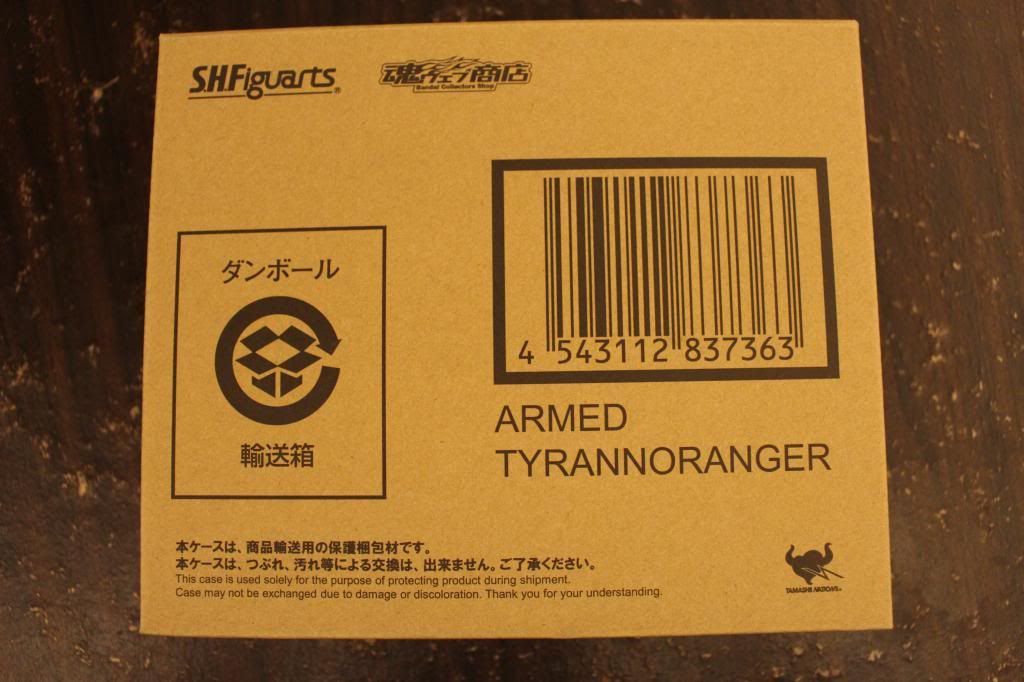 S.H.Figuarts®
魂ウェブ商店
Bandai Collectors Shop
ダンボール
輸送箱
4 543112 837363
ARMED
TYRANNORANGER
本ケースは、商品輸送用の保護梱包材です。
本ケースは、つぶれ、汚れ等による交換は、出来ません。ご了承ください。
This case is used solely for the purpose of protecting product during shipment.
Case may not be exchanged due to damage or discoloration. Thank you for your understanding.
TAMASHII NATIONS®